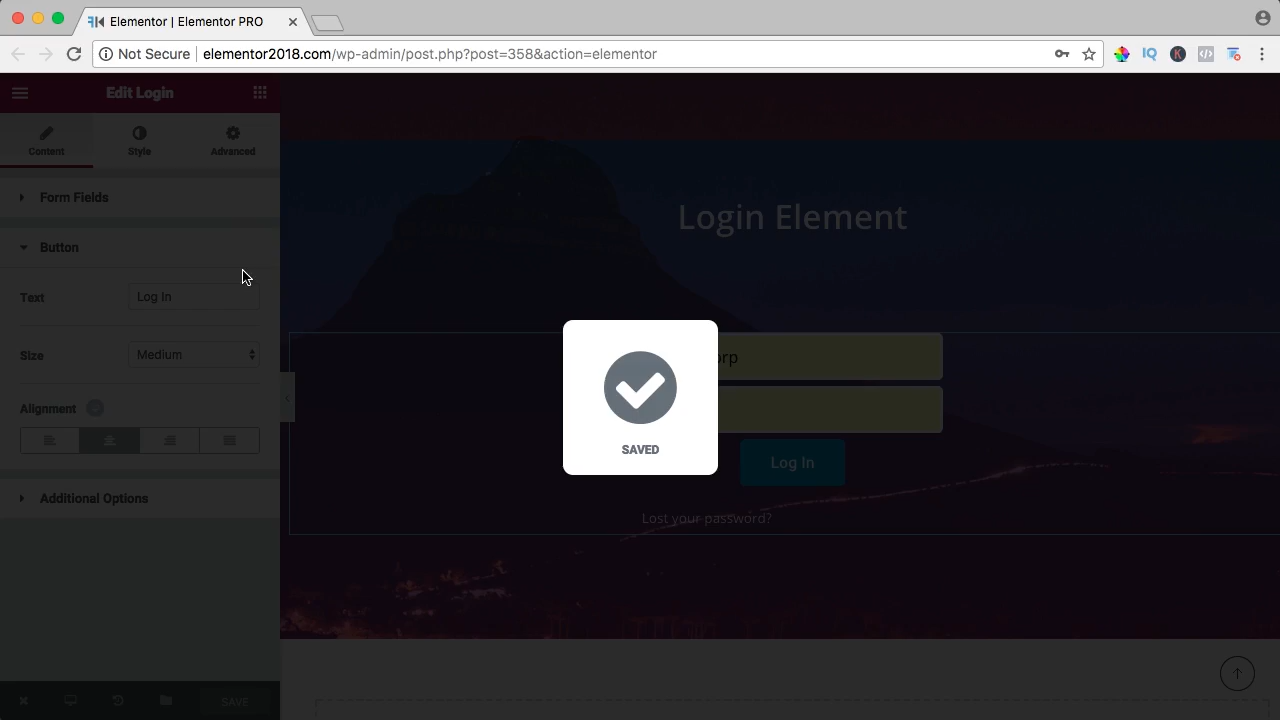 Elementor | Elementor PRO
Not Secure | elementor2018.com/wp-admin/post.php?post=358&action=elementor
Edit Login
Content
Style
Advanced
Form Fields
Button
Text
Log In
Size
Medium
Alignment
Additional Options
SAVE
Login Element
orp
Log In
Lost your password?
SAVED